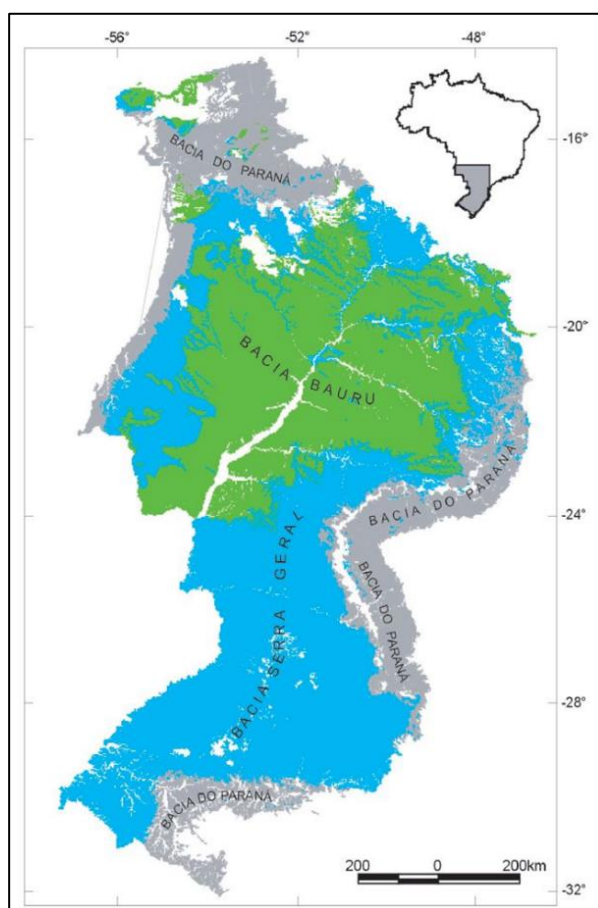 -56°
-52°
-48°
BACIA DO PARANÁ
-16°
-20°
BACIA BAURU
BACIA DO PARANÁ
-24°
BACIA SERRA GERAL
BACIA DO PARANÁ
-28°
BACIA DO PARANÁ
200 0 200km
-32°